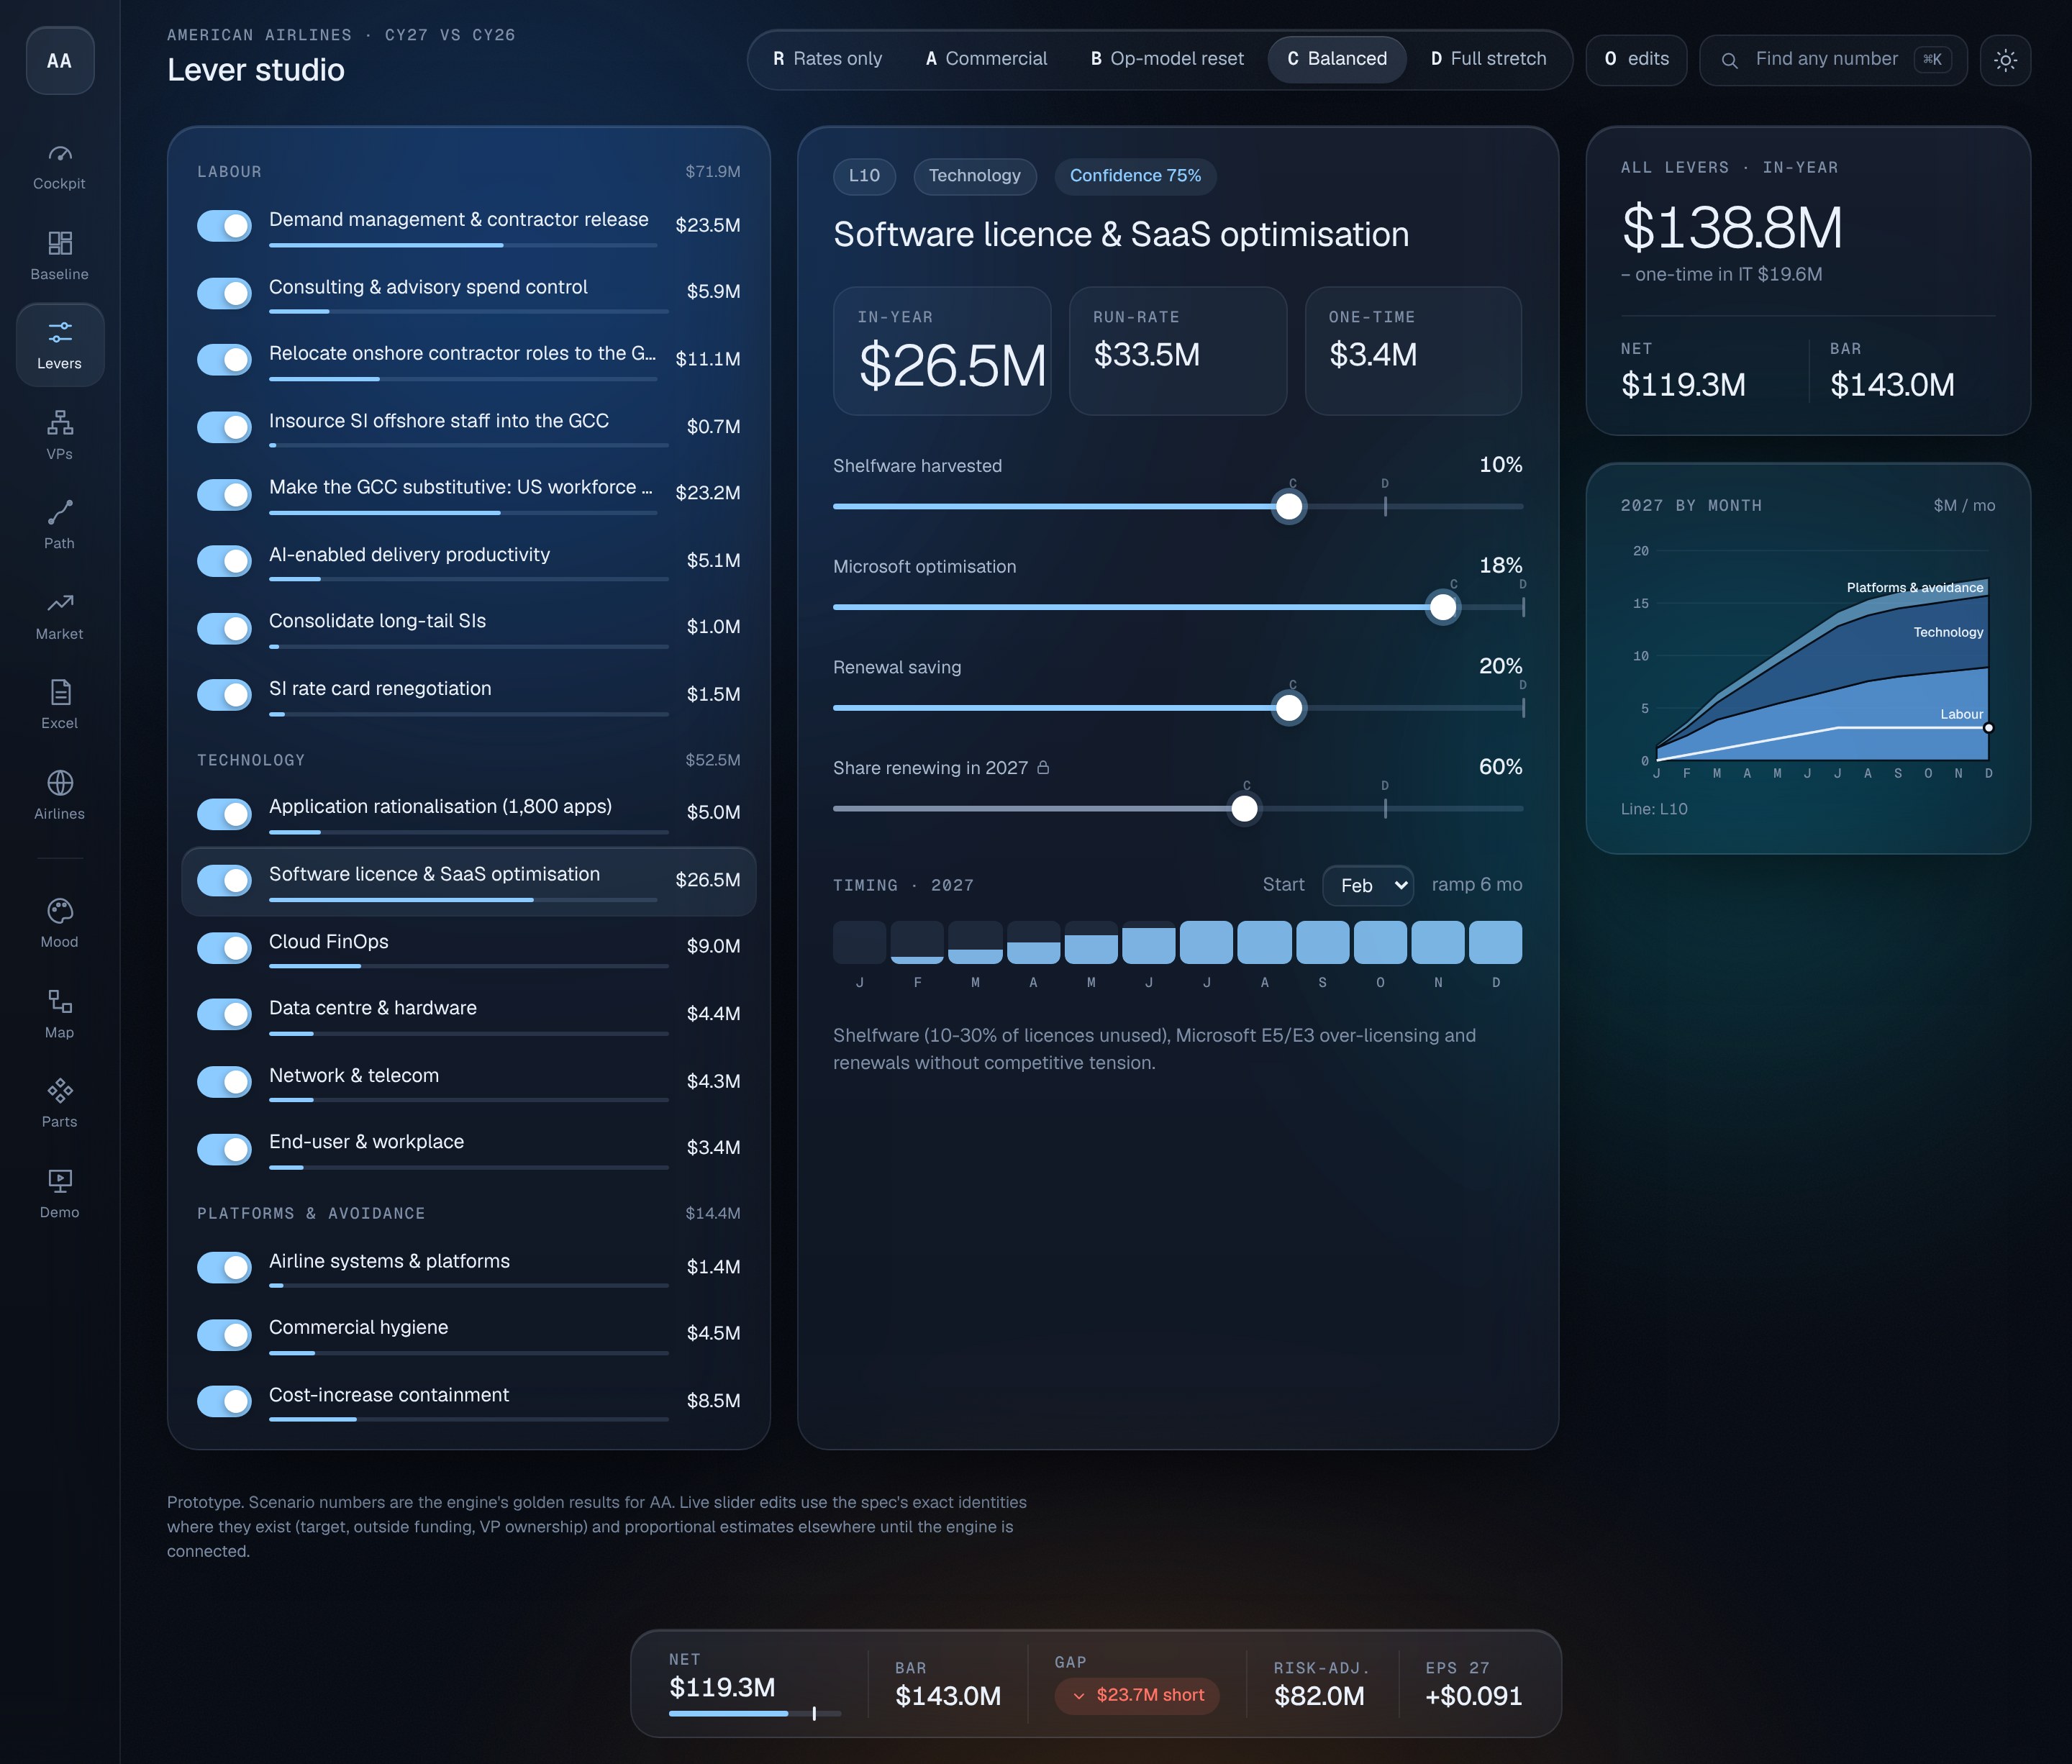 AA
Cockpit
Baseline
Levers
VPs
Path
Market
Excel
Airlines
Mood
Map
Parts
Demo
AMERICAN AIRLINES · CY27 VS CY26
Lever studio
R Rates only
A Commercial
B Op-model reset
C Balanced
D Full stretch
0 edits
Find any number ⌘K
LABOUR $71.9M
Demand management & contractor release $23.5M
Consulting & advisory spend control $5.9M
Relocate onshore contractor roles to the G... $11.1M
Insource SI offshore staff into the GCC $0.7M
Make the GCC substitutive: US workforce ... $23.2M
AI-enabled delivery productivity $5.1M
Consolidate long-tail SIs $1.0M
SI rate card renegotiation $1.5M
TECHNOLOGY $52.5M
Application rationalisation (1,800 apps) $5.0M
Software licence & SaaS optimisation $26.5M
Cloud FinOps $9.0M
Data centre & hardware $4.4M
Network & telecom $4.3M
End-user & workplace $3.4M
PLATFORMS & AVOIDANCE $14.4M
Airline systems & platforms $1.4M
Commercial hygiene $4.5M
Cost-increase containment $8.5M
L10 Technology Confidence 75%
Software licence & SaaS optimisation
IN-YEAR
$26.5M
RUN-RATE
$33.5M
ONE-TIME
$3.4M
Shelfware harvested 10%
C D
Microsoft optimisation 18%
C D
Renewal saving 20%
C D
Share renewing in 2027 60%
C D
TIMING · 2027 Start Feb ramp 6 mo
J F M A M J J A S O N D
Shelfware (10-30% of licences unused), Microsoft E5/E3 over-licensing and
renewals without competitive tension.
ALL LEVERS · IN-YEAR
$138.8M
– one-time in IT $19.6M
NET
$119.3M
BAR
$143.0M
2027 BY MONTH $M / mo
20
15
10
5
0
Platforms & avoidance
Technology
Labour
J F M A M J J A S O N D
Line: L10
Prototype. Scenario numbers are the engine's golden results for AA. Live slider edits use the spec's exact identities
where they exist (target, outside funding, VP ownership) and proportional estimates elsewhere until the engine is
connected.
NET
$119.3M
BAR
$143.0M
GAP
$23.7M short
RISK-ADJ.
$82.0M
EPS 27
+$0.091